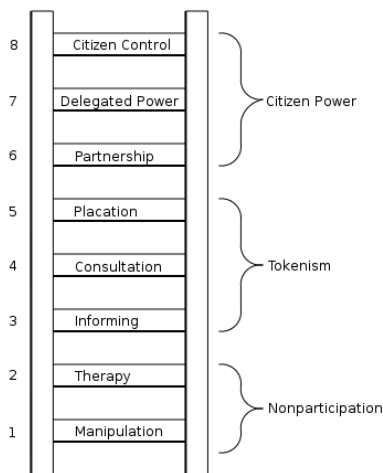 8 Citizen Control
7 Delegated Power
Citizen Power
6 Partnership
5 Placation
4 Consultation
Tokenism
3 Informing
2 Therapy
Nonparticipation
1 Manipulation